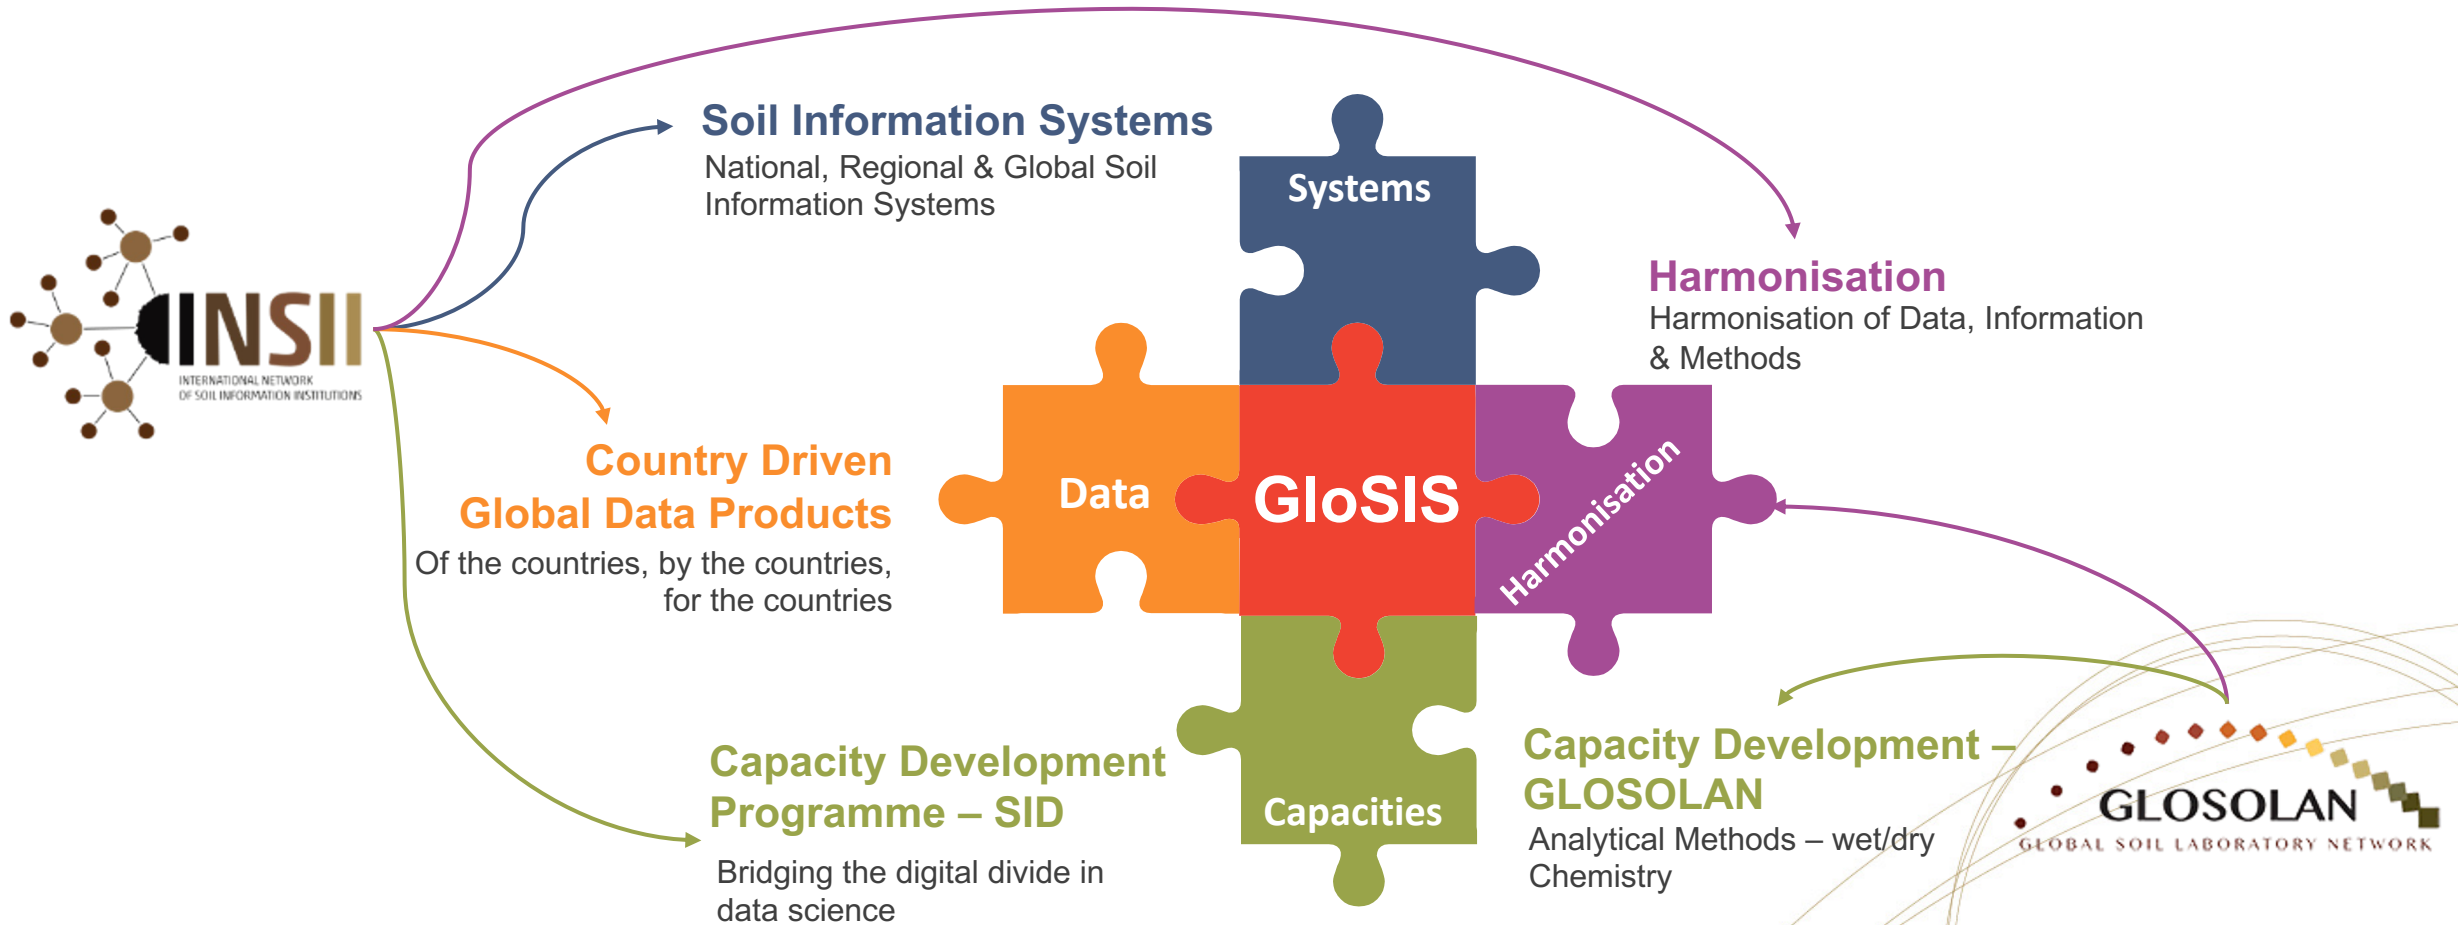 Soil Information Systems
National, Regional & Global Soil
Information Systems
Systems
INSII
INTERNATIONAL NETWORK
OF SOIL INFORMATION INSTITUTIONS
Harmonisation
Harmonisation of Data, Information
& Methods
Country Driven
Global Data Products
Of the countries, by the countries,
for the countries
Data
GloSIS
Harmonisation
Capacity Development
Programme – SID
Bridging the digital divide in
data science
Capacities
Capacity Development –
GLOSOLAN
Analytical Methods – wet/dry
Chemistry
GLOSOLAN
GLOBAL SOIL LABORATORY NETWORK